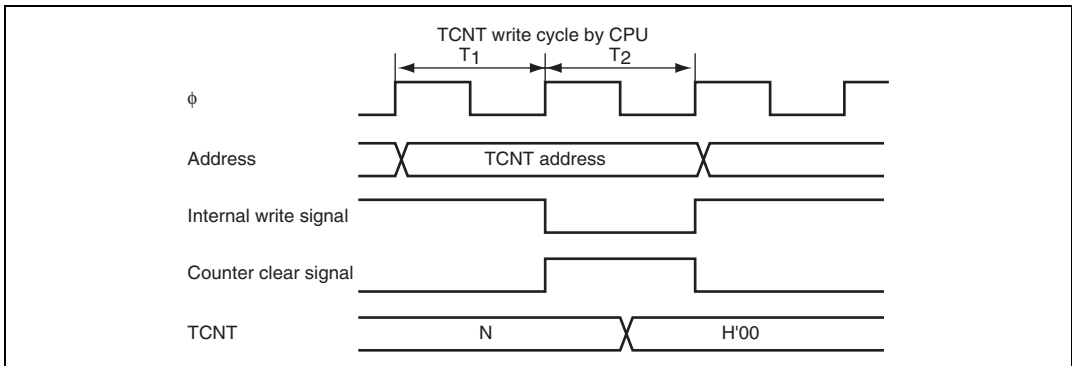 TCNT write cycle by CPU
T1 T2
φ
Address TCNT address
Internal write signal
Counter clear signal
TCNT N H'00